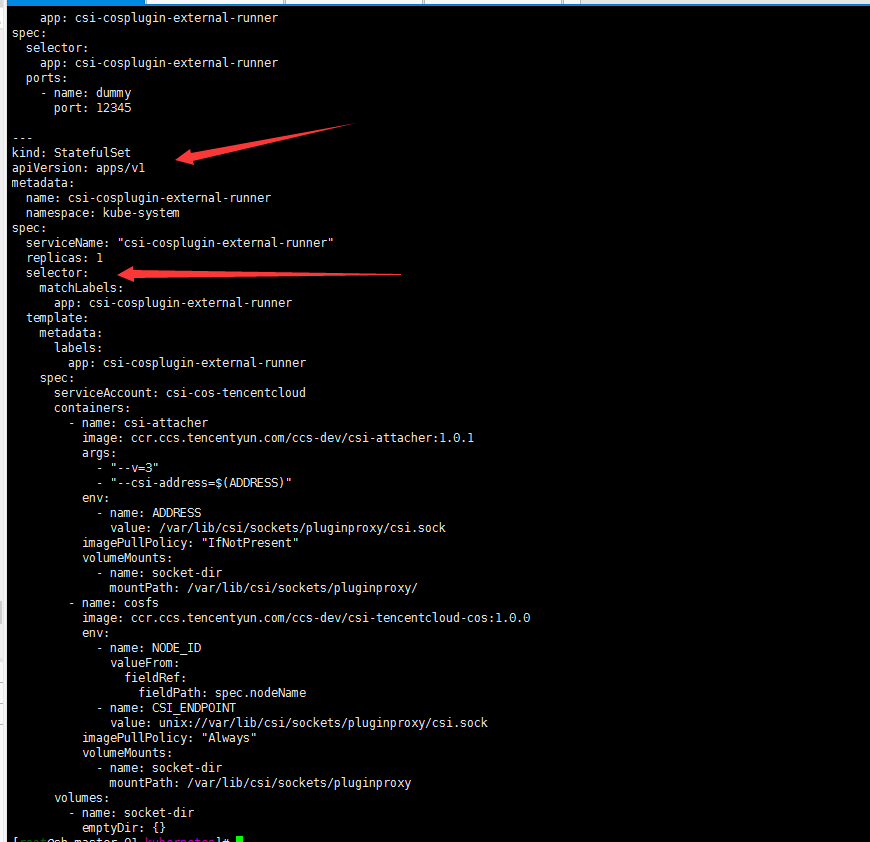 app: csi-cosplugin-external-runner
spec:
  selector:
    app: csi-cosplugin-external-runner
  ports:
    - name: dummy
      port: 12345

---
kind: StatefulSet
apiVersion: apps/v1
metadata:
  name: csi-cosplugin-external-runner
  namespace: kube-system
spec:
  serviceName: "csi-cosplugin-external-runner"
  replicas: 1
  selector:
    matchLabels:
      app: csi-cosplugin-external-runner
  template:
    metadata:
      labels:
        app: csi-cosplugin-external-runner
    spec:
      serviceAccount: csi-cos-tencentcloud
      containers:
        - name: csi-attacher
          image: ccr.ccs.tencentyun.com/ccs-dev/csi-attacher:1.0.1
          args:
            - "--v=3"
            - "--csi-address=$(ADDRESS)"
          env:
            - name: ADDRESS
              value: /var/lib/csi/sockets/pluginproxy/csi.sock
          imagePullPolicy: "IfNotPresent"
          volumeMounts:
            - name: socket-dir
              mountPath: /var/lib/csi/sockets/pluginproxy/
        - name: cosfs
          image: ccr.ccs.tencentyun.com/ccs-dev/csi-tencentcloud-cos:1.0.0
          env:
            - name: NODE_ID
              valueFrom:
                fieldRef:
                  fieldPath: spec.nodeName
            - name: CSI_ENDPOINT
              value: unix://var/lib/csi/sockets/pluginproxy/csi.sock
          imagePullPolicy: "Always"
          volumeMounts:
            - name: socket-dir
              mountPath: /var/lib/csi/sockets/pluginproxy
      volumes:
        - name: socket-dir
          emptyDir: {}